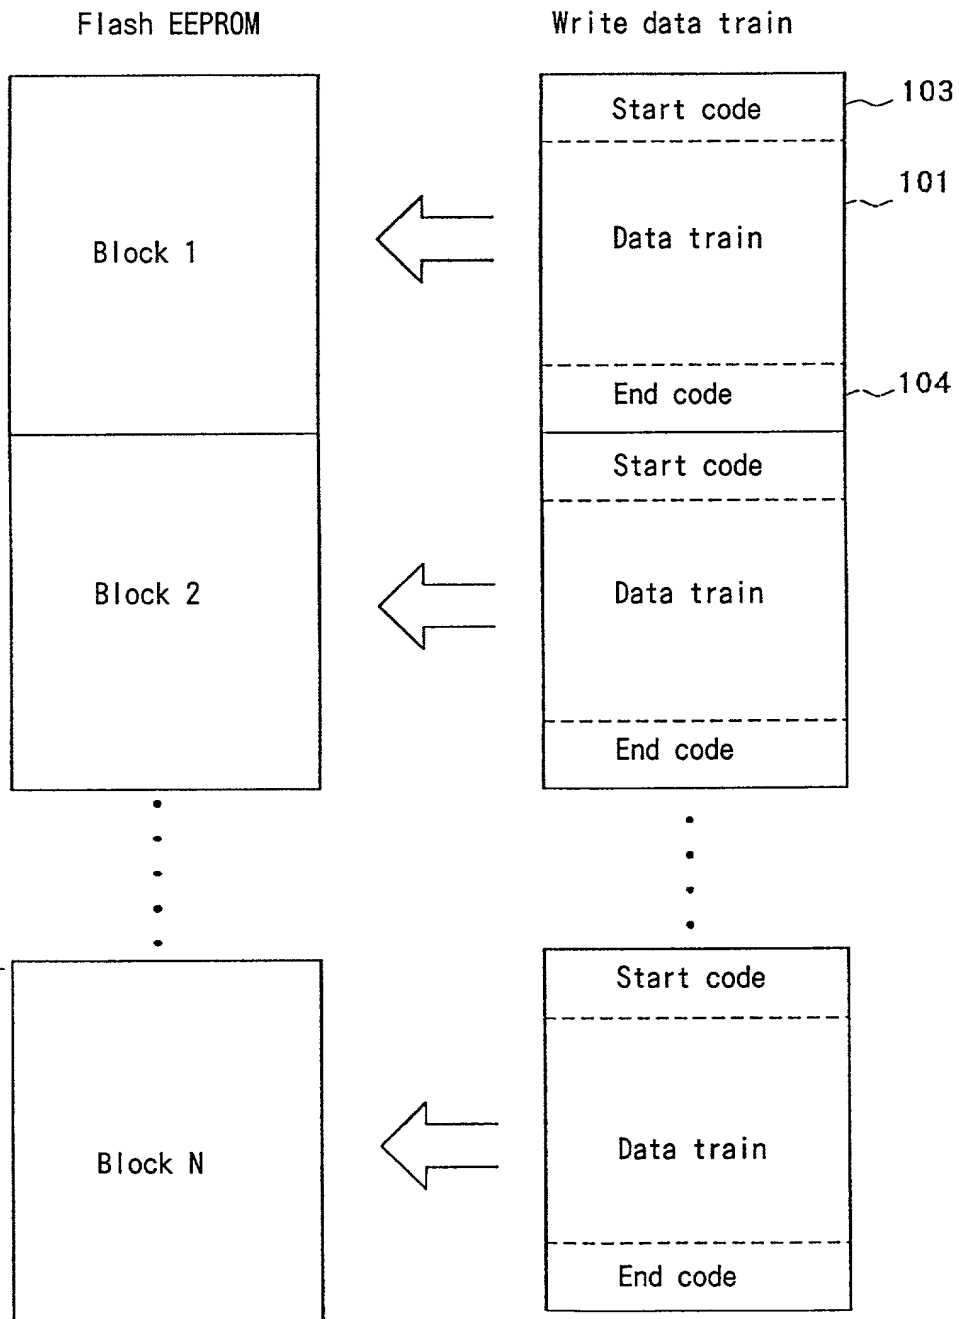 Flash EEPROM
Write data train
Start code
103
101
Block 1
Data train
End code
104
Start code
Block 2
Data train
End code
Start code
Block N
Data train
End code